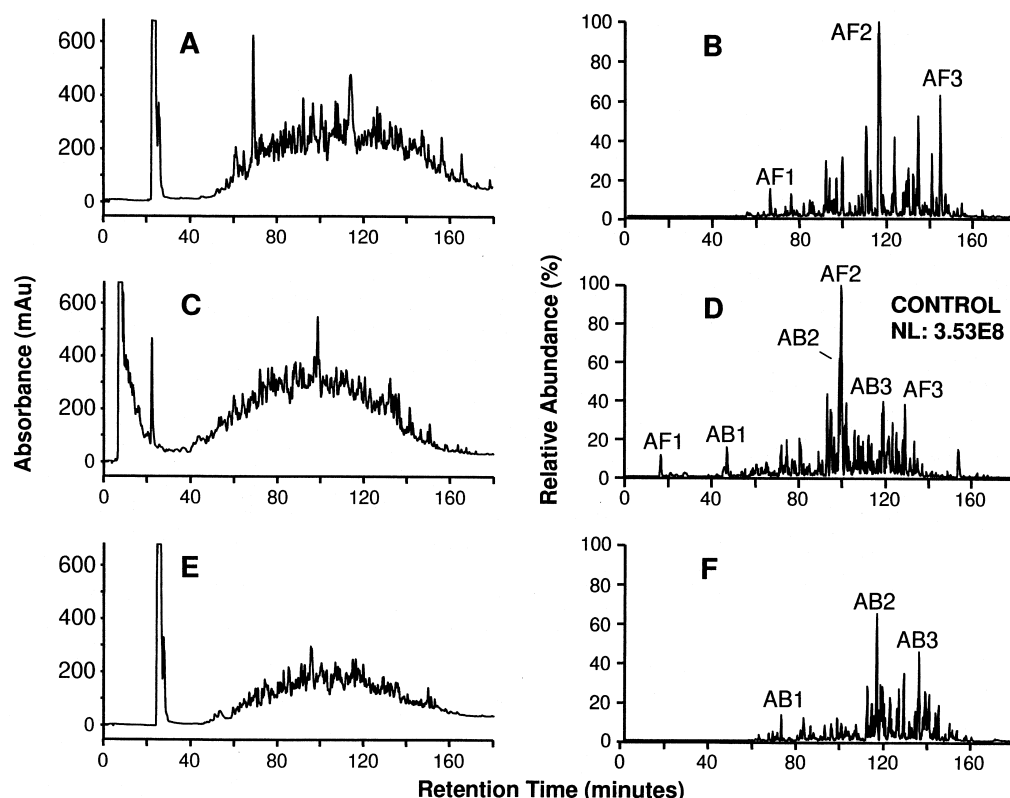 A
600
400
200
0
0 40 80 120 160
B
AF2
AF3
AF1
100
80
60
40
20
0
0 40 80 120 160
C
600
400
200
0
0 40 80 120 160
D
AF2
CONTROL
NL: 3.53E8
AB2
AB3 AF3
AF1 AB1
100
80
60
40
20
0
0 40 80 120 160
E
600
400
200
0
0 40 80 120 160
F
AB2
AB3
AB1
100
80
60
40
20
0
0 80 120 160
Absorbance (mAu)
Relative Abundance (%)
Retention Time (minutes)